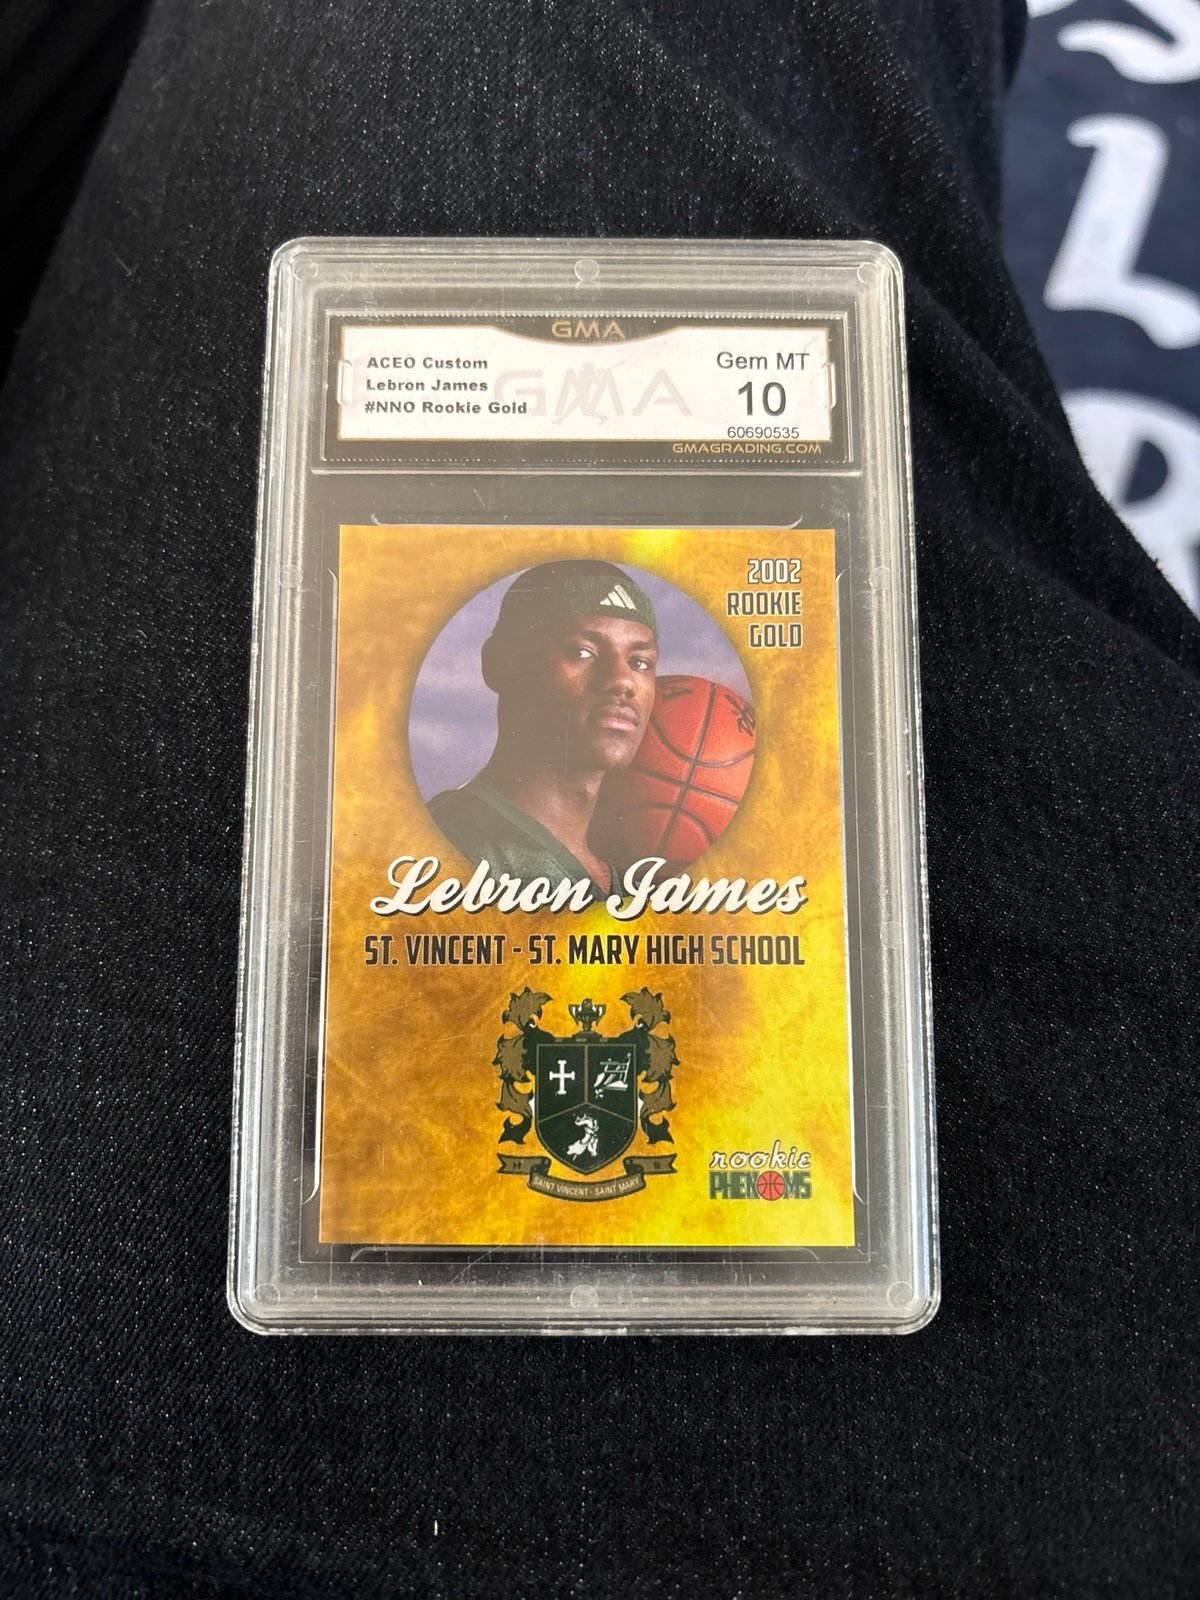 GMA
ACEO Custom
Lebron James
#NNO Rookie Gold
Gem MT
10
60690535
GMAGRADING.COM
GMA
2002
ROOKIE
GOLD
Lebron James
ST. VINCENT - ST. MARY HIGH SCHOOL
H S
SAINT VINCENT - SAINT MARY
rookie
PHENOMS